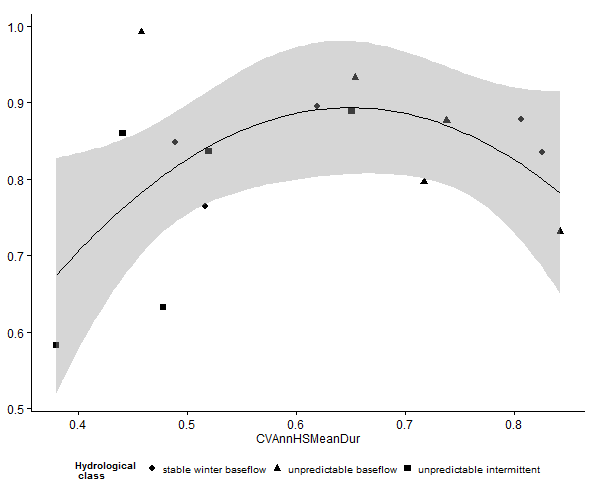 1.0
0.9
0.8
0.7
0.6
0.5
0.4 0.5 0.6 0.7 0.8
CVAnnHSMeanDur
Hydrological
class
stable winter baseflow unpredictable baseflow unpredictable intermittent